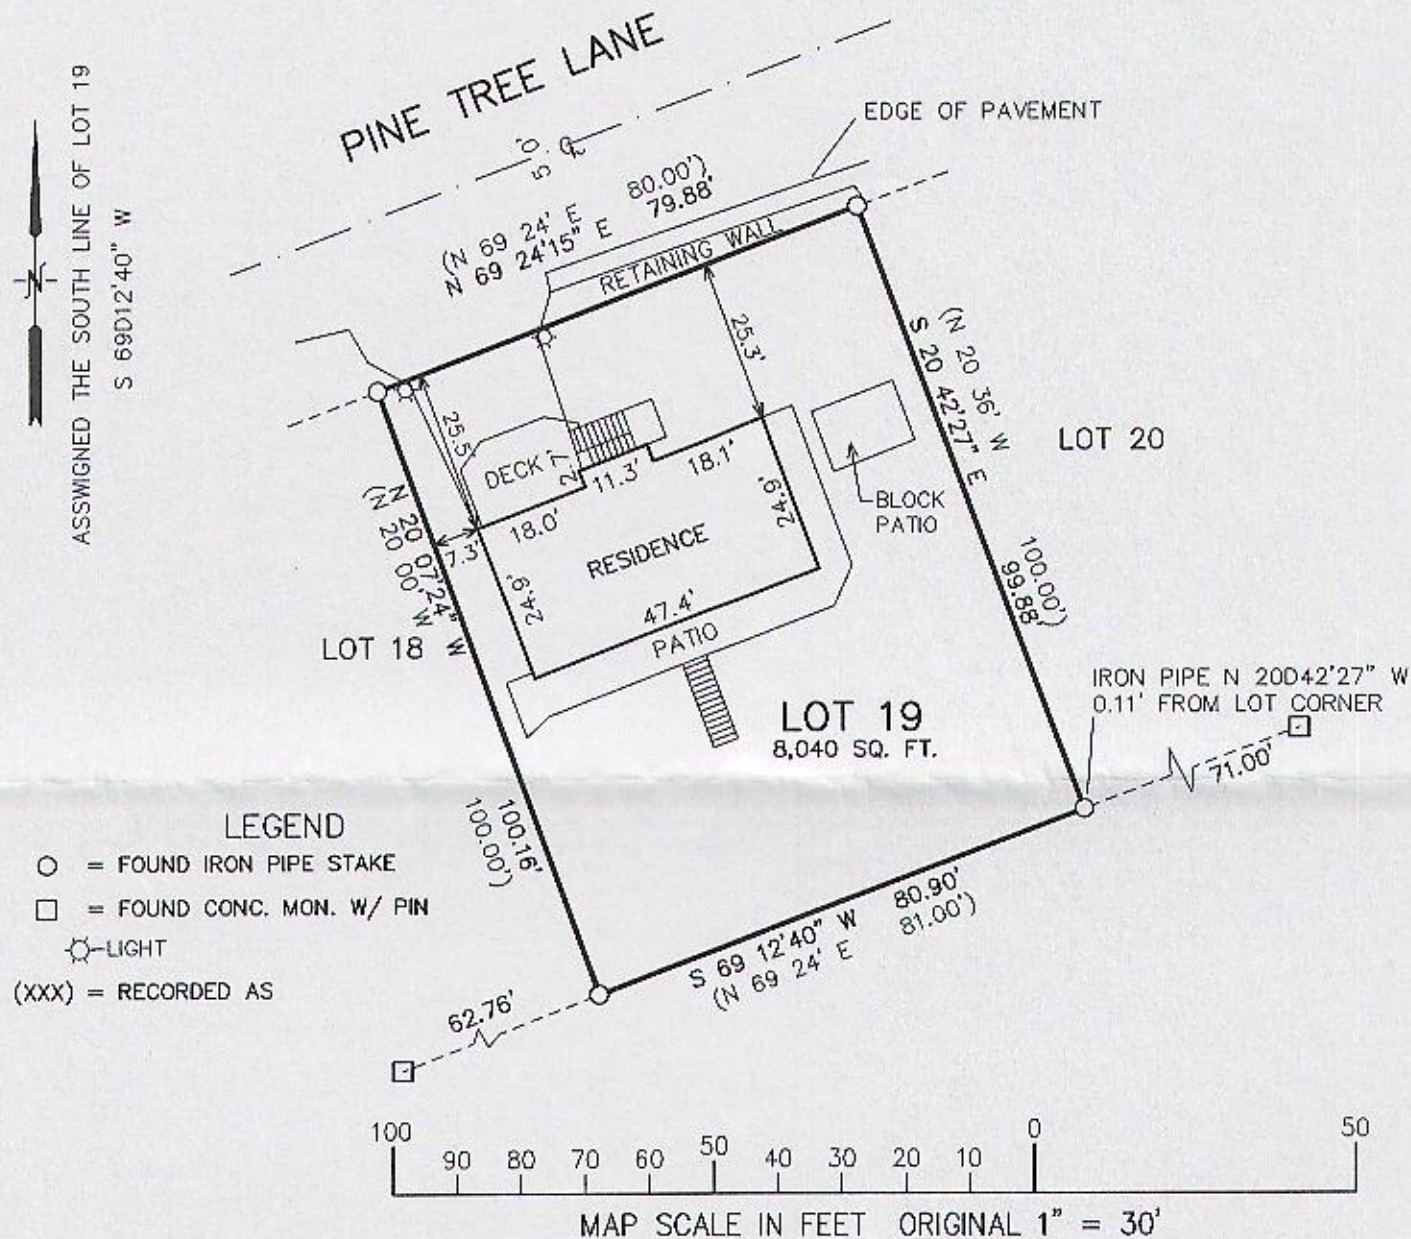 PINE TREE LANE
50
EDGE OF PAVEMENT
ASSWIGNED THE SOUTH LINE OF LOT 19
S 69D12'40" W
(N 69 24' E 80.00')
N 69 24'15" E 79.88'
RETAINING WALL
25.3'
25.5'
(N 20 36' W 100.00')
S 20 42'27" E 99.88'
LOT 20
DECK
2.7'
11.3'
18.1'
18.0'
7.3'
24.9'
24.9'
BLOCK
PATIO
RESIDENCE
47.4'
PATIO
N 20 07'24" W 100.16'
(N 20 00' W 100.00')
LOT 18
LOT 19
8,040 SQ. FT.
IRON PIPE N 20D42'27" W
0.11' FROM LOT CORNER
71.00'
S 69 12'40" W 80.90'
(N 69 24' E 81.00')
62.76'
LEGEND
= FOUND IRON PIPE STAKE
= FOUND CONC. MON. W/ PIN
-LIGHT
(XXX) = RECORDED AS
100 90 80 70 60 50 40 30 20 10 0 50
MAP SCALE IN FEET ORIGINAL 1" = 30'